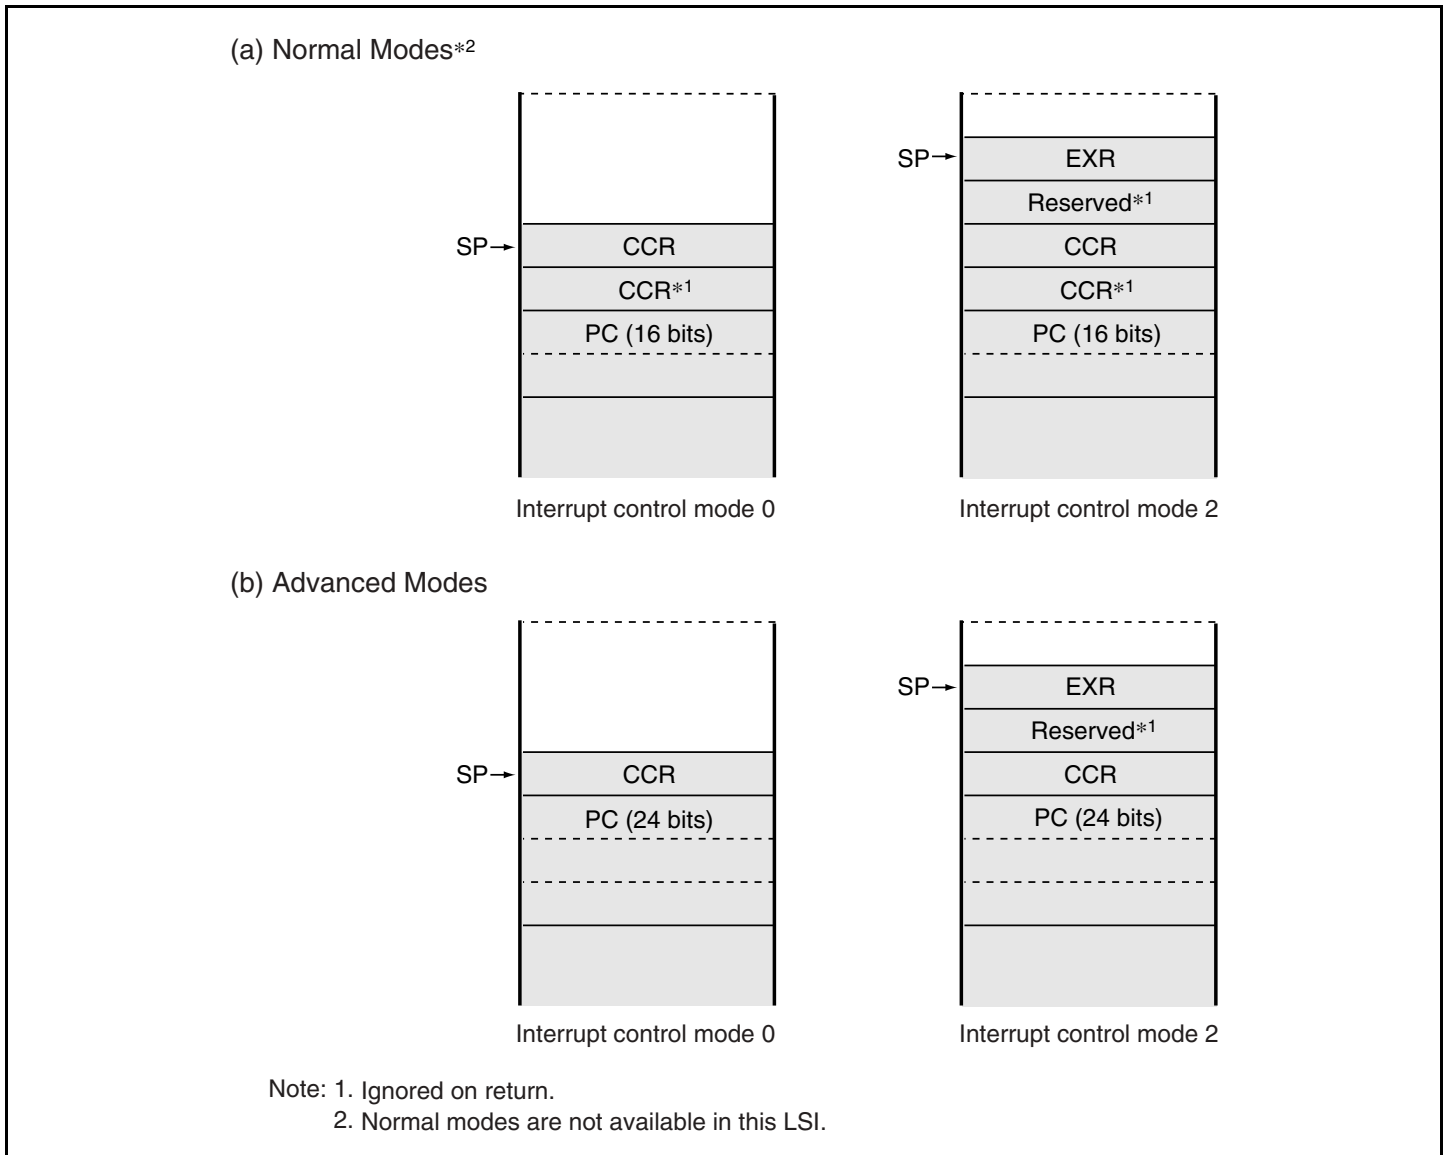 (a) Normal Modes*2
SP→ CCR
CCR*1
PC (16 bits)
Interrupt control mode 0
SP→ EXR
Reserved*1
CCR
CCR*1
PC (16 bits)
Interrupt control mode 2
(b) Advanced Modes
SP→ CCR
PC (24 bits)
Interrupt control mode 0
SP→ EXR
Reserved*1
CCR
PC (24 bits)
Interrupt control mode 2
Note: 1. Ignored on return.
2. Normal modes are not available in this LSI.